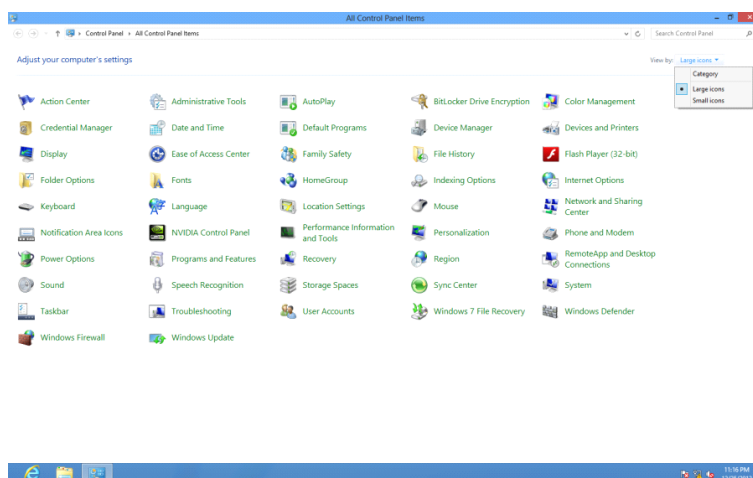 All Control Panel Items
Control Panel All Control Panel Items
Search Control Panel
Adjust your computer's settings
View by: Large icons
Category
Large icons
Small icons
Action Center Administrative Tools AutoPlay BitLocker Drive Encryption Color Management
Credential Manager Date and Time Default Programs Device Manager Devices and Printers
Display Ease of Access Center Family Safety File History Flash Player (32-bit)
Folder Options Fonts HomeGroup Indexing Options Internet Options
Keyboard Language Location Settings Mouse Network and Sharing
Center
Notification Area Icons NVIDIA Control Panel Performance Information
and Tools
Personalization Phone and Modem
Power Options Programs and Features Recovery Region RemoteApp and Desktop
Connections
Sound Speech Recognition Storage Spaces Sync Center System
Taskbar Troubleshooting User Accounts Windows 7 File Recovery Windows Defender
Windows Firewall Windows Update
11:16 PM